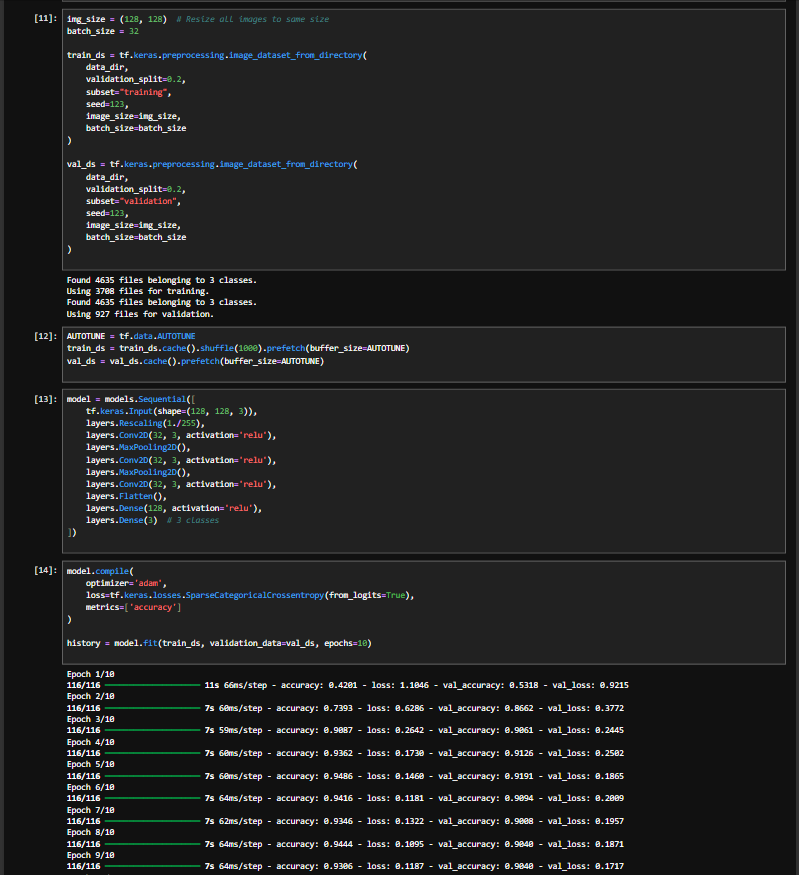 [11]: img_size = (128, 128)  # Resize all images to same size
batch_size = 32
train_ds = tf.keras.preprocessing.image_dataset_from_directory(
    data_dir,
    validation_split=0.2,
    subset="training",
    seed=123,
    image_size=img_size,
    batch_size=batch_size
)
val_ds = tf.keras.preprocessing.image_dataset_from_directory(
    data_dir,
    validation_split=0.2,
    subset="validation",
    seed=123,
    image_size=img_size,
    batch_size=batch_size
)
Found 4635 files belonging to 3 classes.
Using 3708 files for training.
Found 4635 files belonging to 3 classes.
Using 927 files for validation.
[12]: AUTOTUNE = tf.data.AUTOTUNE
train_ds = train_ds.cache().shuffle(1000).prefetch(buffer_size=AUTOTUNE)
val_ds = val_ds.cache().prefetch(buffer_size=AUTOTUNE)
[13]: model = models.Sequential([
    tf.keras.Input(shape=(128, 128, 3)),
    layers.Rescaling(1./255),
    layers.Conv2D(32, 3, activation='relu'),
    layers.MaxPooling2D(),
    layers.Conv2D(32, 3, activation='relu'),
    layers.MaxPooling2D(),
    layers.Conv2D(32, 3, activation='relu'),
    layers.Flatten(),
    layers.Dense(128, activation='relu'),
    layers.Dense(3)  # 3 classes
])
[14]: model.compile(
    optimizer='adam',
    loss=tf.keras.losses.SparseCategoricalCrossentropy(from_logits=True),
    metrics=['accuracy']
)
history = model.fit(train_ds, validation_data=val_ds, epochs=10)
Epoch 1/10
116/116 11s 66ms/step - accuracy: 0.4201 - loss: 1.1046 - val_accuracy: 0.5318 - val_loss: 0.9215
Epoch 2/10
116/116 7s 60ms/step - accuracy: 0.7393 - loss: 0.6286 - val_accuracy: 0.8662 - val_loss: 0.3772
Epoch 3/10
116/116 7s 59ms/step - accuracy: 0.9087 - loss: 0.2642 - val_accuracy: 0.9061 - val_loss: 0.2445
Epoch 4/10
116/116 7s 60ms/step - accuracy: 0.9362 - loss: 0.1730 - val_accuracy: 0.9126 - val_loss: 0.2502
Epoch 5/10
116/116 7s 60ms/step - accuracy: 0.9486 - loss: 0.1460 - val_accuracy: 0.9191 - val_loss: 0.1865
Epoch 6/10
116/116 7s 64ms/step - accuracy: 0.9416 - loss: 0.1181 - val_accuracy: 0.9094 - val_loss: 0.2009
Epoch 7/10
116/116 7s 62ms/step - accuracy: 0.9346 - loss: 0.1322 - val_accuracy: 0.9008 - val_loss: 0.1957
Epoch 8/10
116/116 7s 64ms/step - accuracy: 0.9444 - loss: 0.1095 - val_accuracy: 0.9040 - val_loss: 0.1871
Epoch 9/10
116/116 7s 64ms/step - accuracy: 0.9306 - loss: 0.1187 - val_accuracy: 0.9040 - val_loss: 0.1717